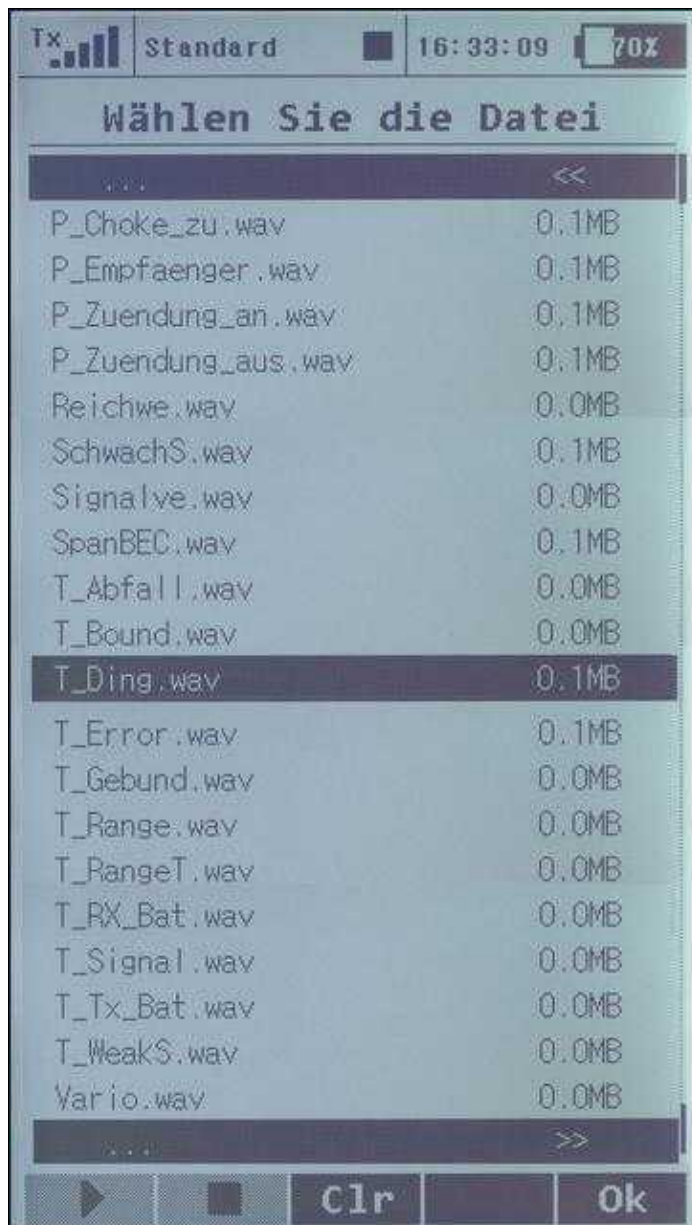 Tx Standard 16:33:09 70%
Wählen Sie die Datei
... <<
P_Choke_zu.wav 0.1MB
P_Empfaenger.wav 0.1MB
P_Zuendung_an.wav 0.1MB
P_Zuendung_aus.wav 0.1MB
Reichwe.wav 0.0MB
SchwachS.wav 0.1MB
Signalve.wav 0.0MB
SpanBEC.wav 0.1MB
T_Abfall.wav 0.0MB
T_Bound.wav 0.0MB
T_Ding.wav 0.1MB
T_Error.wav 0.1MB
T_Gebund.wav 0.0MB
T_Range.wav 0.0MB
T_RangeT.wav 0.0MB
T_RX_Bat.wav 0.0MB
T_Signal.wav 0.0MB
T_Tx_Bat.wav 0.0MB
T_WeakS.wav 0.0MB
Vario.wav 0.0MB
... >>
Clr Ok